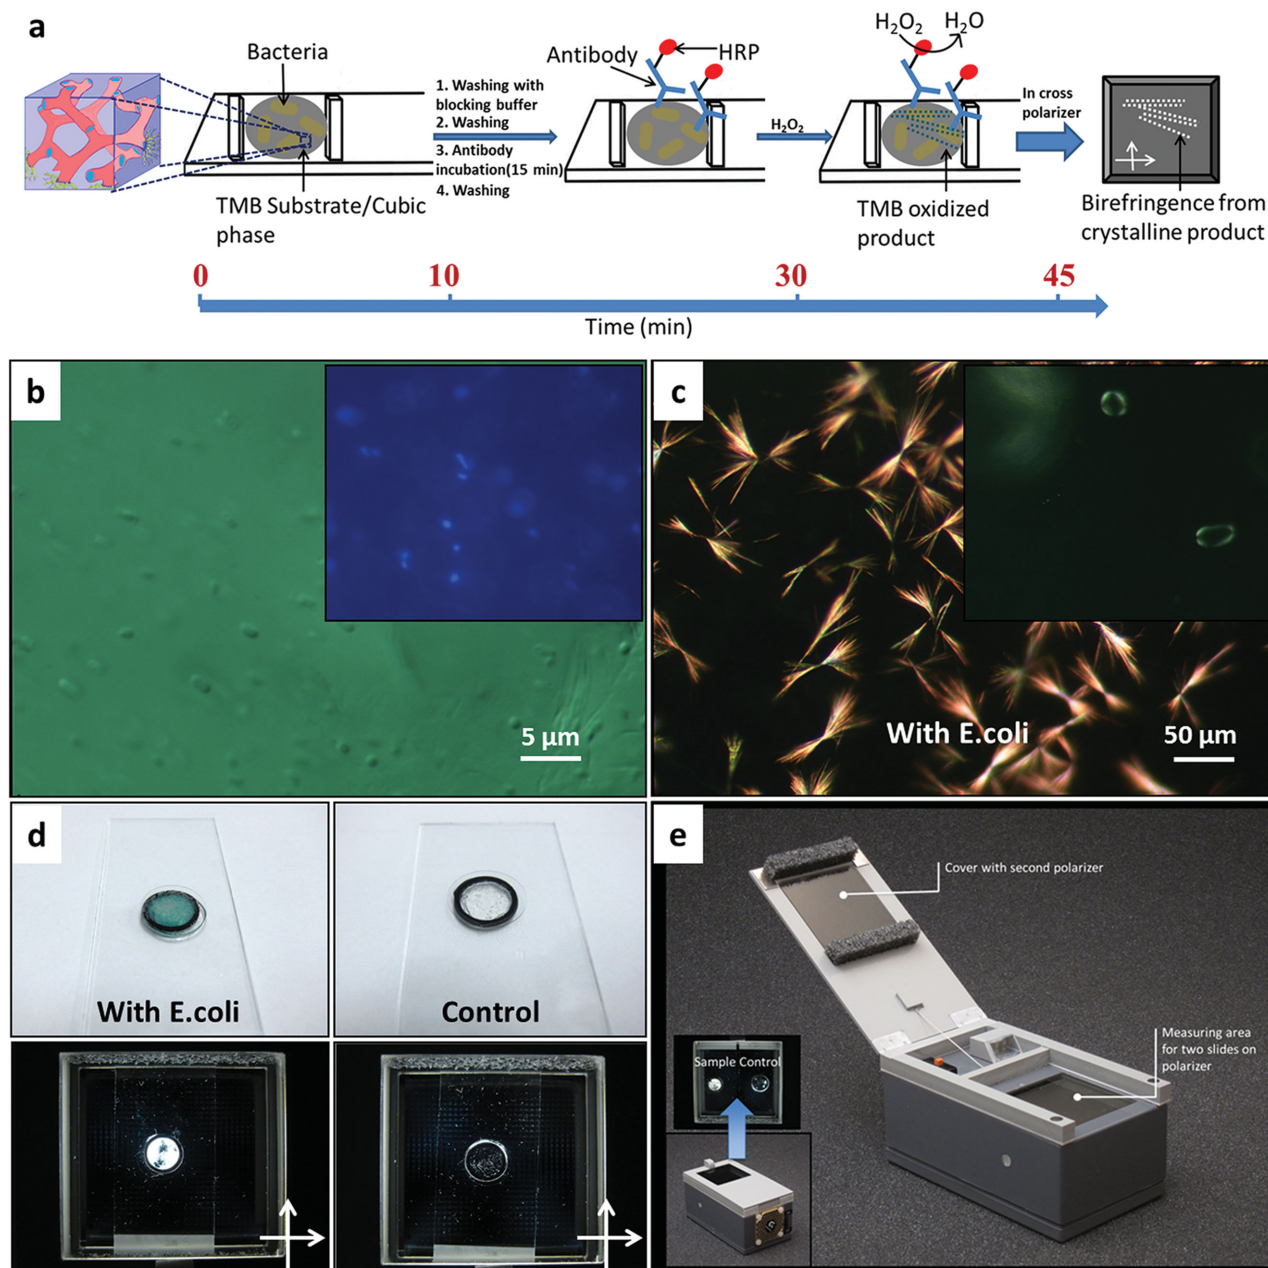 a
Bacteria
TMB Substrate/Cubic
phase
1. Washing with
blocking buffer
2. Washing
3. Antibody
incubation(15 min)
4. Washing
Antibody
HRP
H₂O₂
H₂O₂
H₂O
TMB oxidized
product
In cross
polarizer
Birefringence from
crystalline product
0
10
30
45
Time (min)
b
5 µm
c
With E.coli
50 µm
d
With E.coli
Control
e
Cover with second polarizer
Measuring area
for two slides on
polarizer
Sample Control